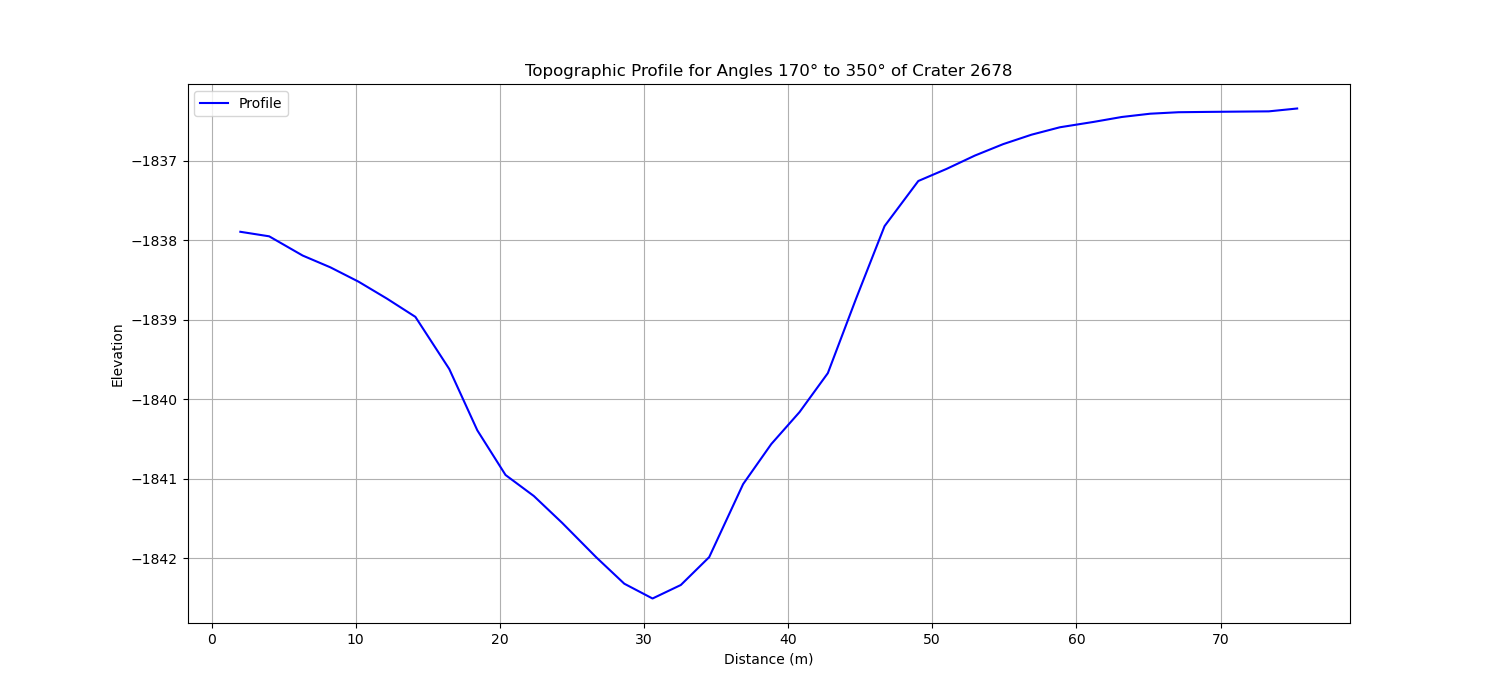 Topographic Profile for Angles 170° to 350° of Crater 2678
Profile
Elevation
−1837
−1838
−1839
−1840
−1841
−1842
0 10 20 30 40 50 60 70
Distance (m)